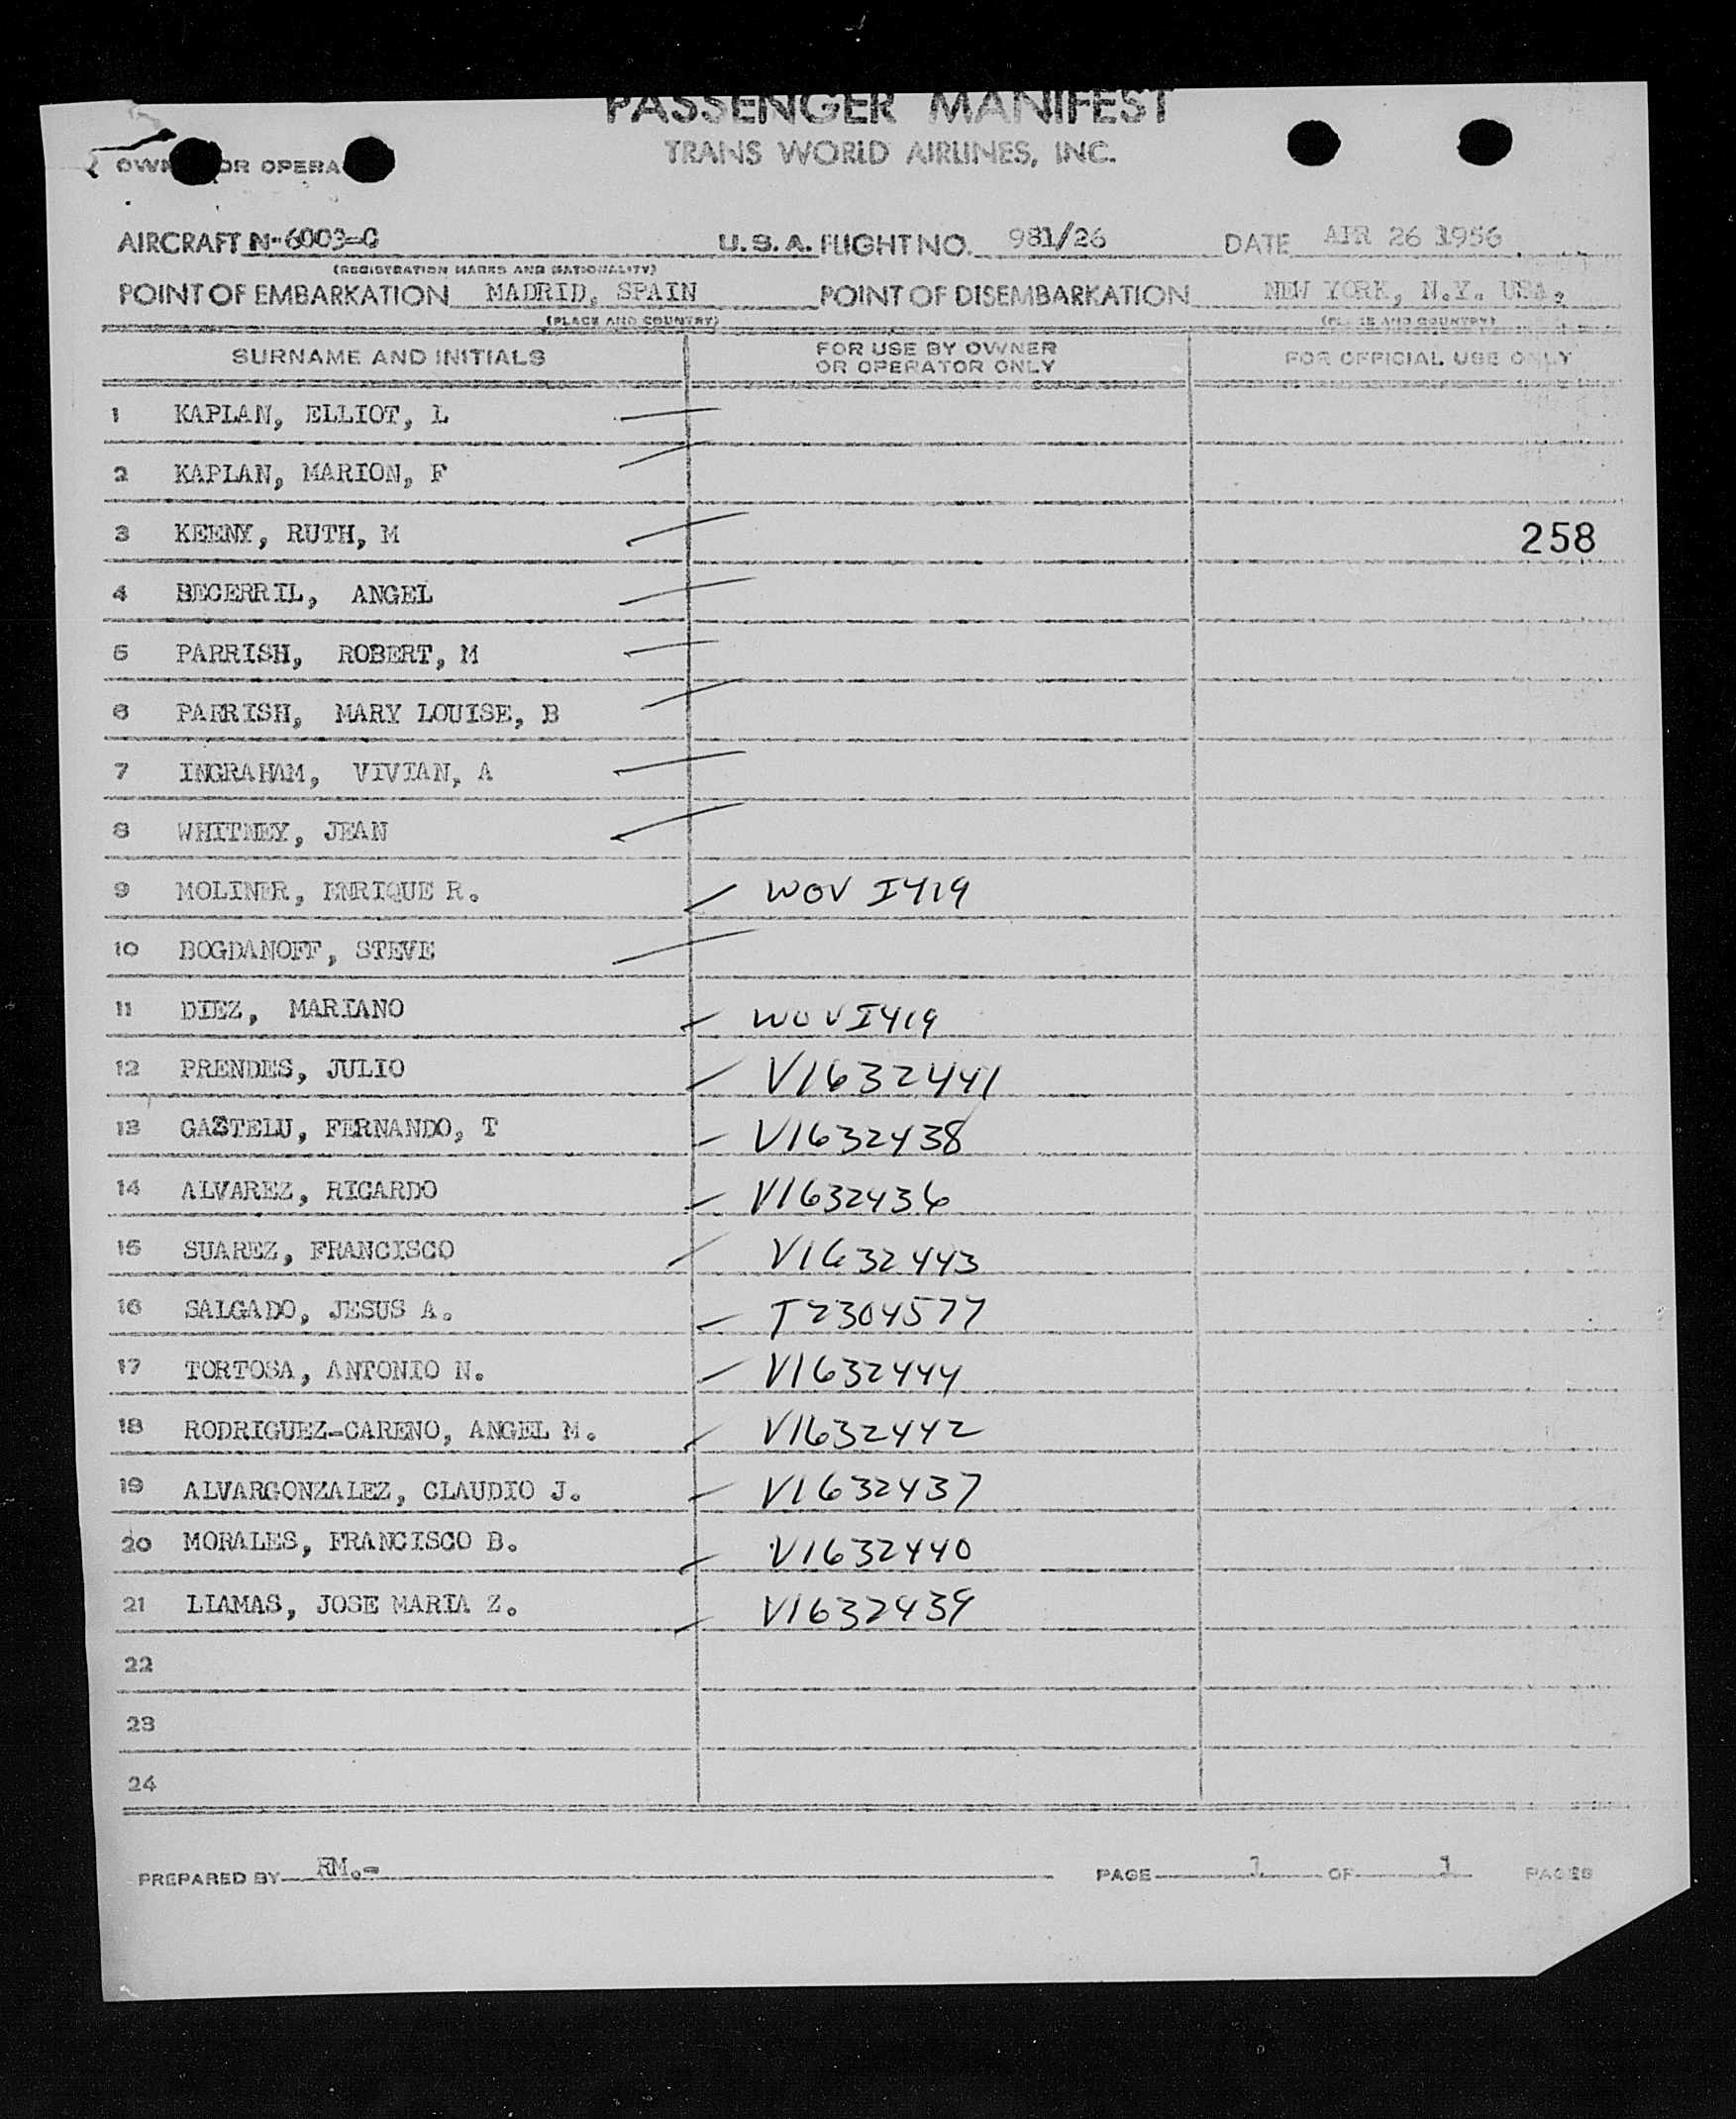 PASSENGER MANIFEST
TRANS WORLD AIRLINES, INC.
OR
AIRCRAFT N-6003-C U.S.A. FLIGHT NO. 981/26 DATE APR 26 1956
(REGISTRATION MARKS AND NATIONALITY)
POINT OF EMBARKATION MADRID, SPAIN POINT OF DISEMBARKATION NEW YORK, N.Y. USA.
(PLACE AND COUNTRY) (PLACE AND COUNTRY)
SURNAME AND INITIALS FOR USE BY OWNER OR OPERATOR ONLY FOR OFFICIAL USE ONLY
1 KAPLAN, ELLIOT, L
2 KAPLAN, MARION, F
3 KEENY, RUTH, M 258
4 BECERRIL, ANGEL
5 PARRISH, ROBERT, M
6 PARRISH, MARY LOUISE, B
7 INGRAHAM, VIVIAN, A
8 WHITNEY, JEAN
9 MOLINER, ENRIQUE R. WOV I419
10 BOGDANOFF, STEVE
11 DIEZ, MARIANO WOV I419
12 PRENDES, JULIO V1632441
13 GAZTELU, FERNANDO, T V1632438
14 ALVAREZ, RICARDO V1632436
15 SUAREZ, FRANCISCO V1632443
16 SALGADO, JESUS A. T2304577
17 TORTOSA, ANTONIO N. V1632444
18 RODRIGUEZ-CARENO, ANGEL M. V1632442
19 ALVARGONZALEZ, CLAUDIO J. V1632437
20 MORALES, FRANCISCO B. V1632440
21 LLAMAS, JOSE MARIA Z. V1632439
22
23
24
PREPARED BY RM.- PAGE 1 OF 1 PAGES